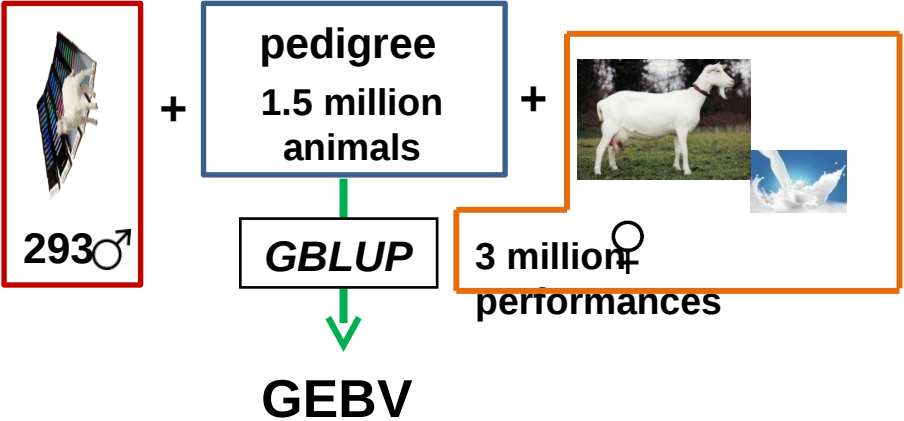 pedigree
1.5 million
animals
+
+
293♂
GBLUP
3 million♀
performances
GEBV